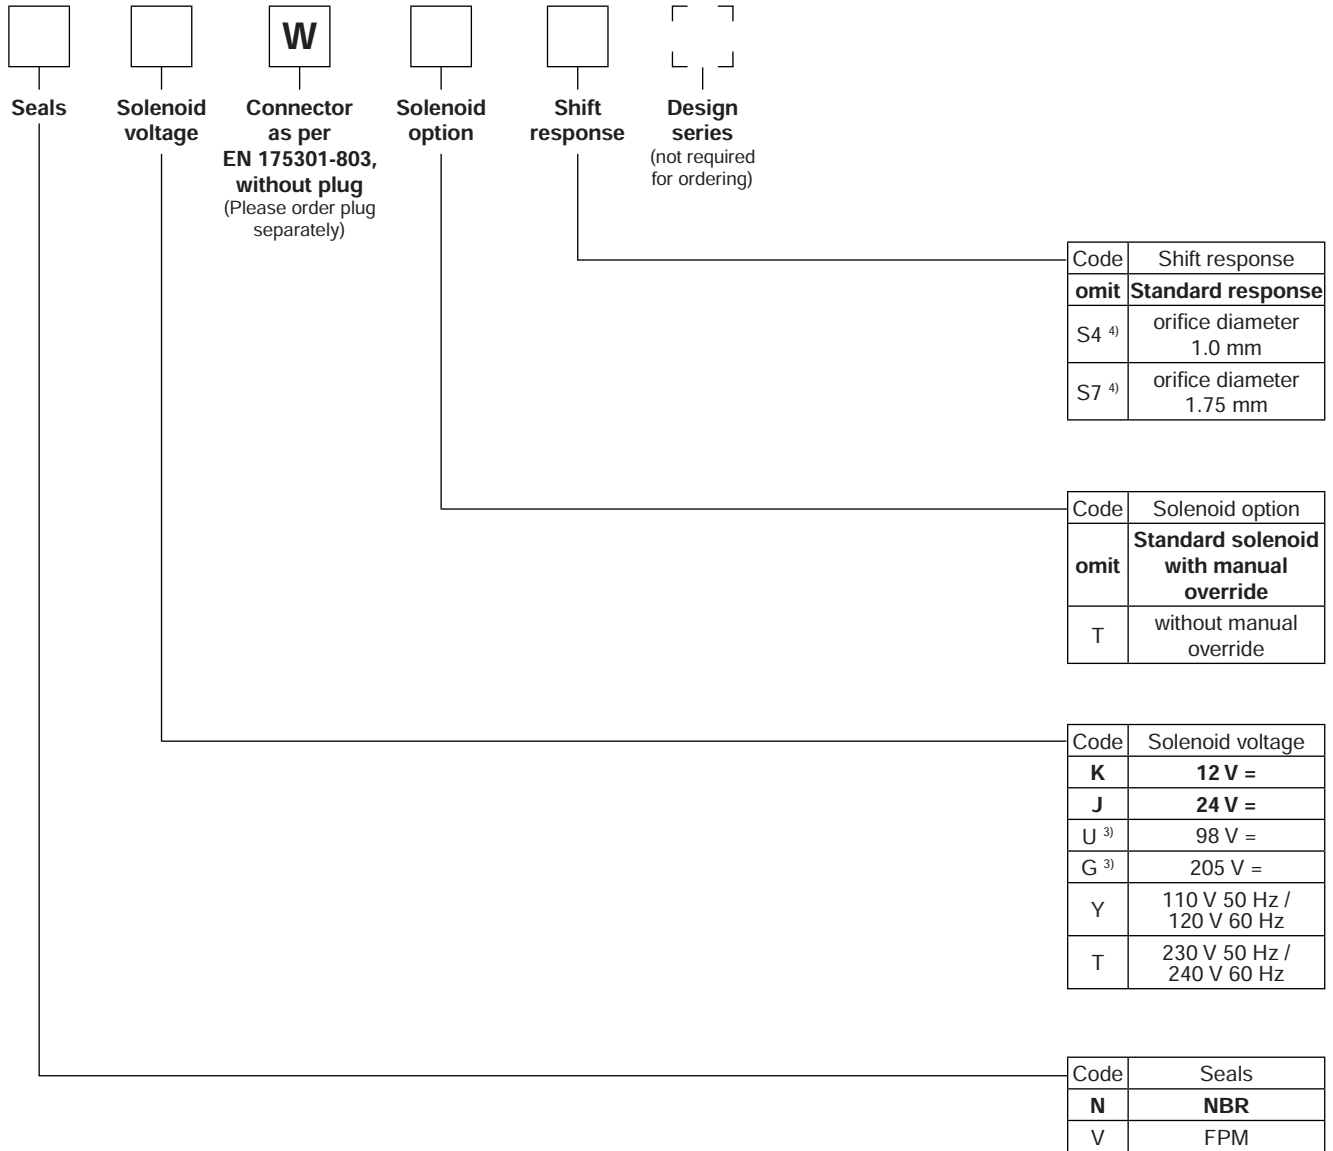 W
Seals
Solenoid
voltage
Connector
as per
EN 175301-803,
without plug
(Please order plug
separately)
Solenoid
option
Shift
response
Design
series
(not required
for ordering)
Code Shift response
omit Standard response
S4 4) orifice diameter
1.0 mm
S7 4) orifice diameter
1.75 mm
Code Solenoid option
omit Standard solenoid
with manual
override
T without manual
override
Code Solenoid voltage
K 12 V =
J 24 V =
U 3) 98 V =
G 3) 205 V =
Y 110 V 50 Hz /
120 V 60 Hz
T 230 V 50 Hz /
240 V 60 Hz
Code Seals
N NBR
V FPM